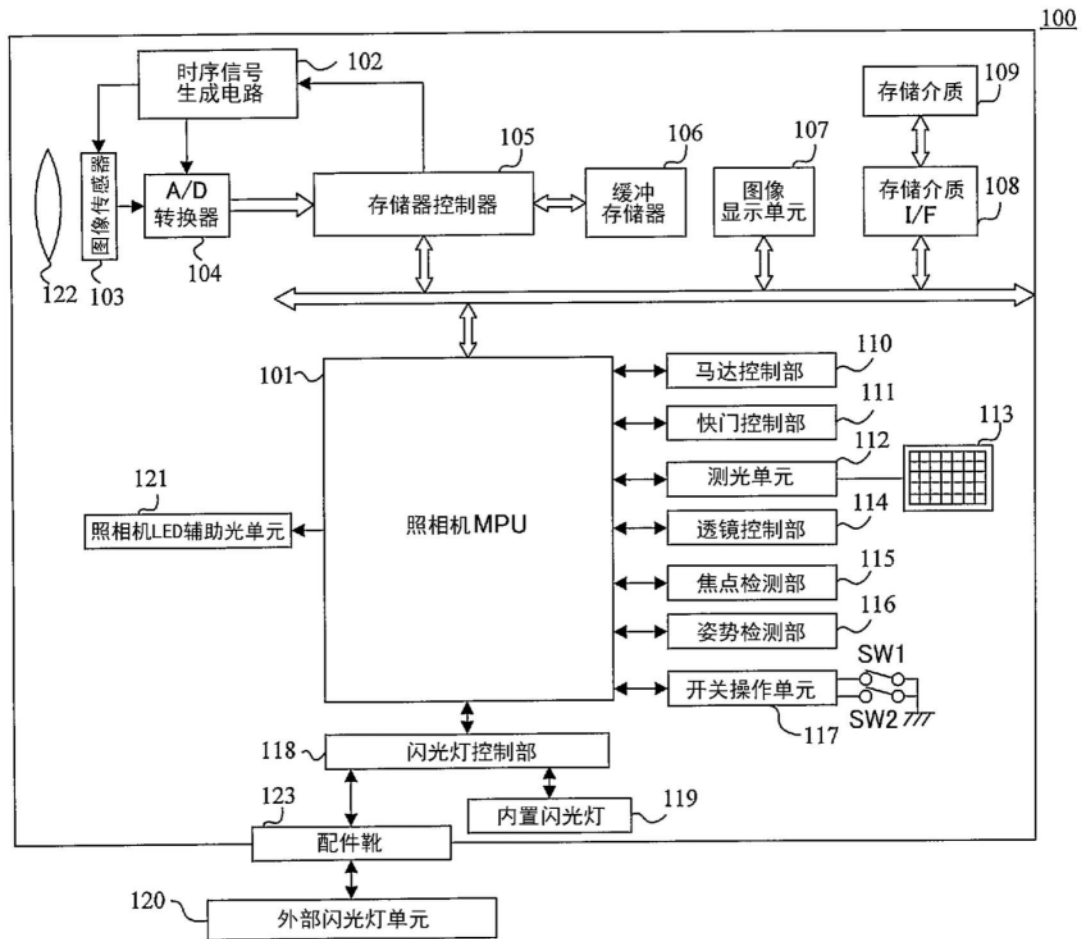 100
102
时序信号
生成电路
109
存储介质
105
106
107
图像传感器
A/D
转换器
存储器控制器
缓冲
存储器
图像
显示单元
存储介质
I/F
108
122
103
104
101
照相机MPU
马达控制部
110
快门控制部
111
测光单元
112
113
透镜控制部
114
焦点检测部
115
姿势检测部
116
开关操作单元
117
SW1
SW2
121
照相机LED辅助光单元
118
闪光灯控制部
123
内置闪光灯
119
配件靴
120
外部闪光灯单元